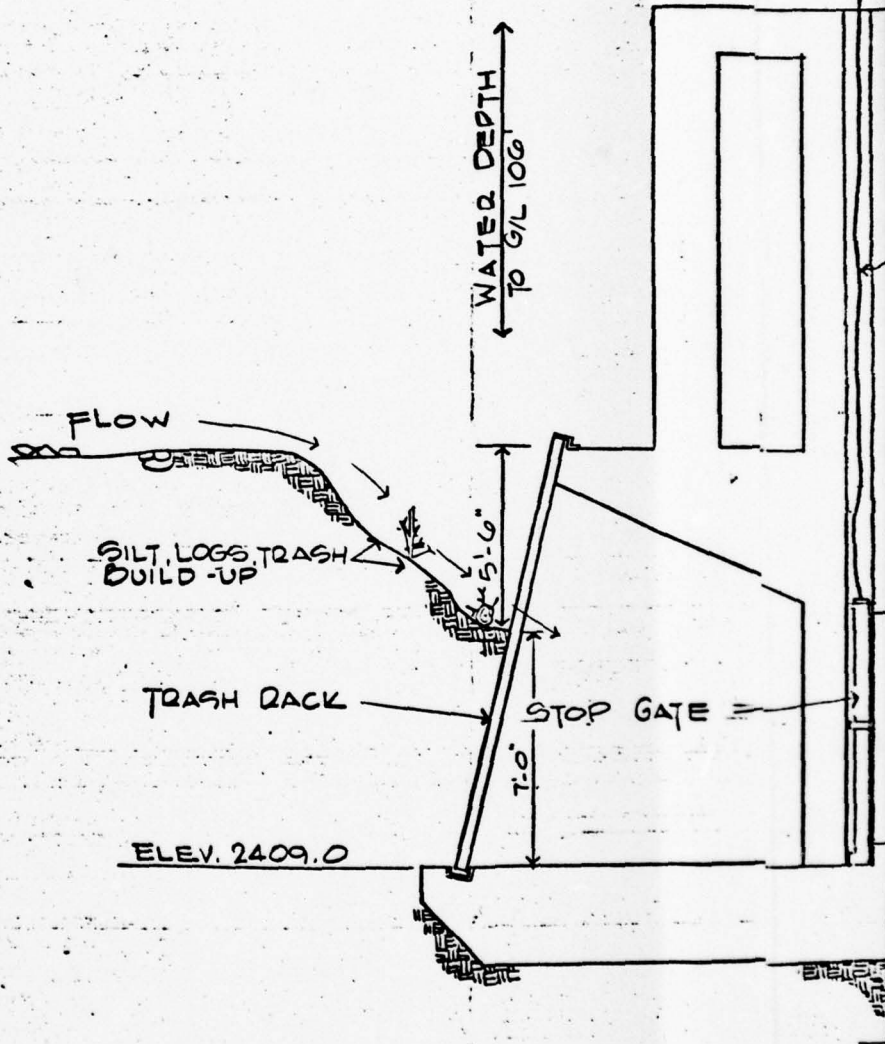 WATER DEPTH
TO G/L 106'
FLOW
SILT, LOGS, TRASH
BUILD-UP
5'-6"
TRASH RACK
STOP GATE
7'-0"
ELEV. 2409.0